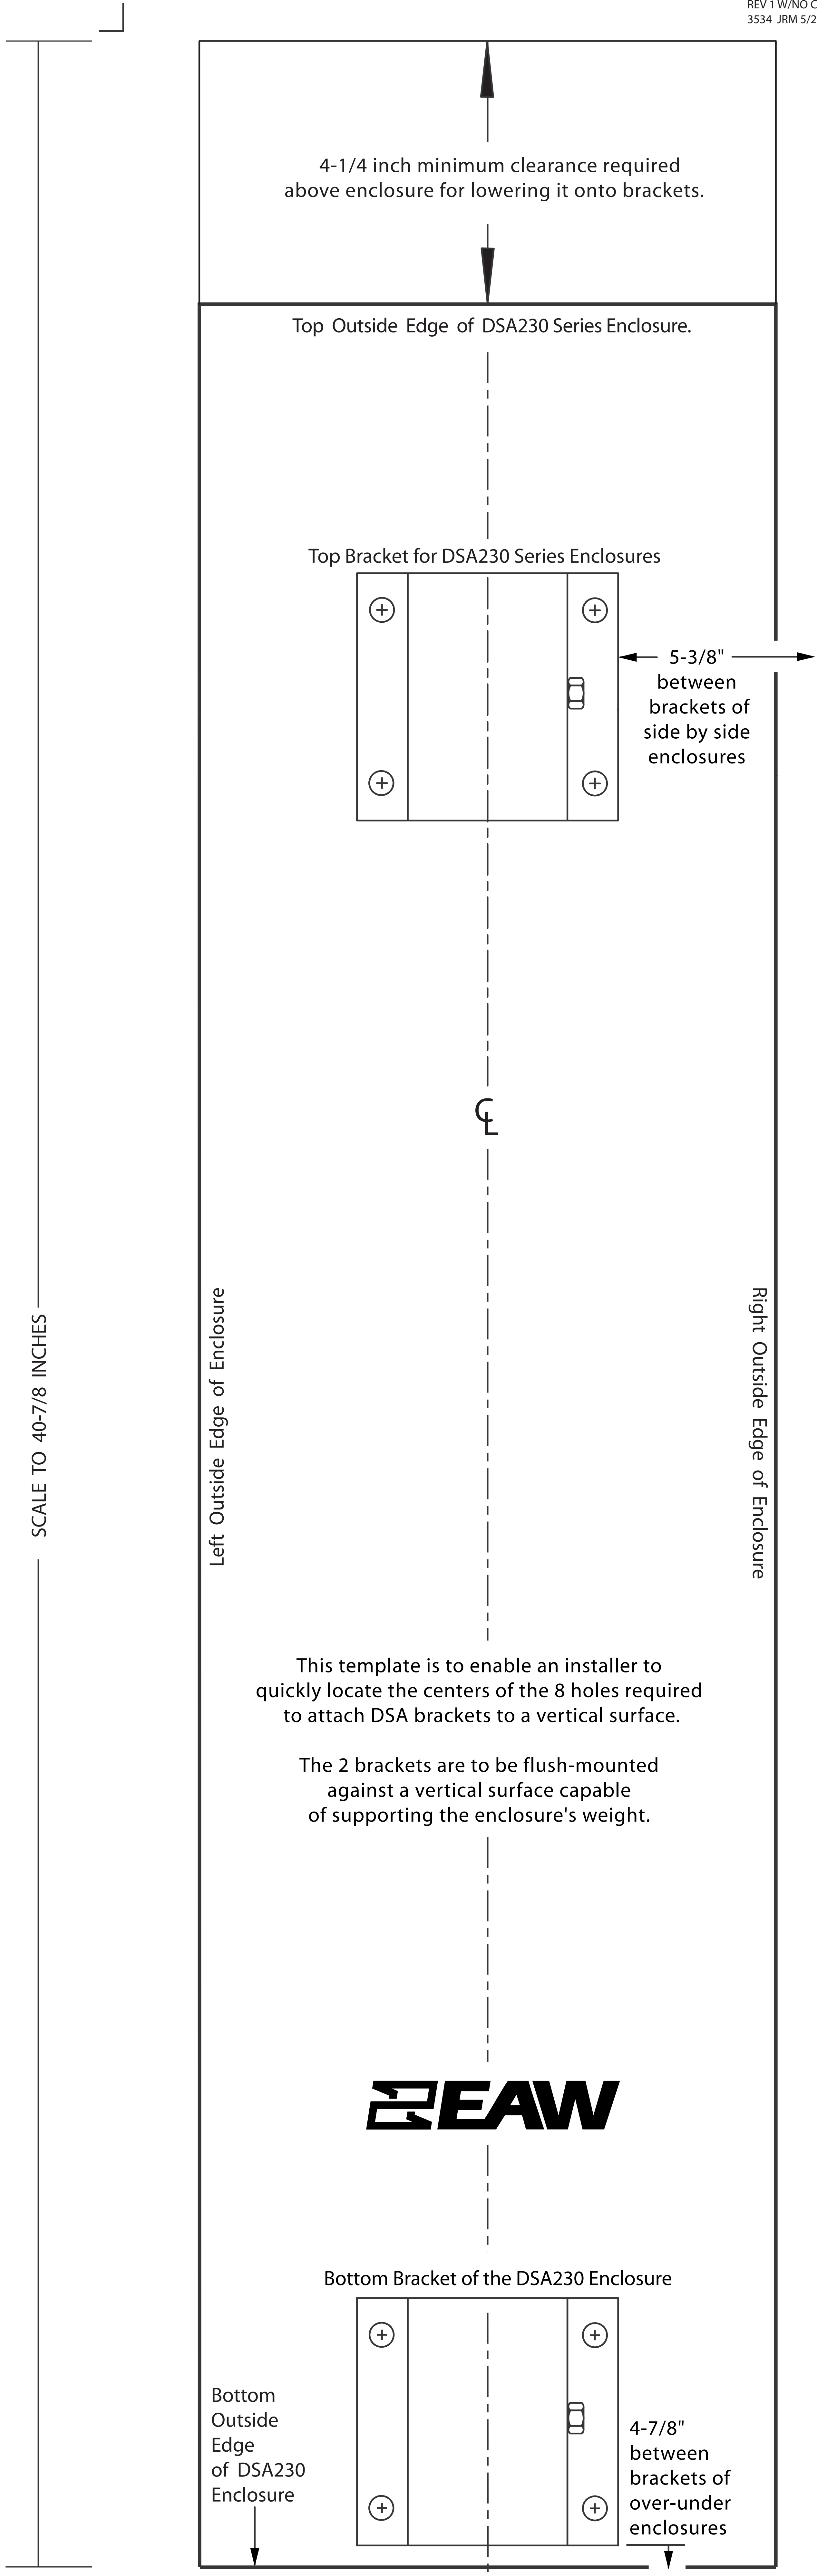 REV 1 W/NO C
3534 JRM 5/2
4-1/4 inch minimum clearance required
above enclosure for lowering it onto brackets.
Top Outside Edge of DSA230 Series Enclosure.
Top Bracket for DSA230 Series Enclosures
5-3/8"
between
brackets of
side by side
enclosures
℄
SCALE TO 40-7/8 INCHES
Left Outside Edge of Enclosure
Right Outside Edge of Enclosure
This template is to enable an installer to
quickly locate the centers of the 8 holes required
to attach DSA brackets to a vertical surface.
The 2 brackets are to be flush-mounted
against a vertical surface capable
of supporting the enclosure's weight.
EAW
Bottom Bracket of the DSA230 Enclosure
Bottom
Outside
Edge
of DSA230
Enclosure
4-7/8"
between
brackets of
over-under
enclosures